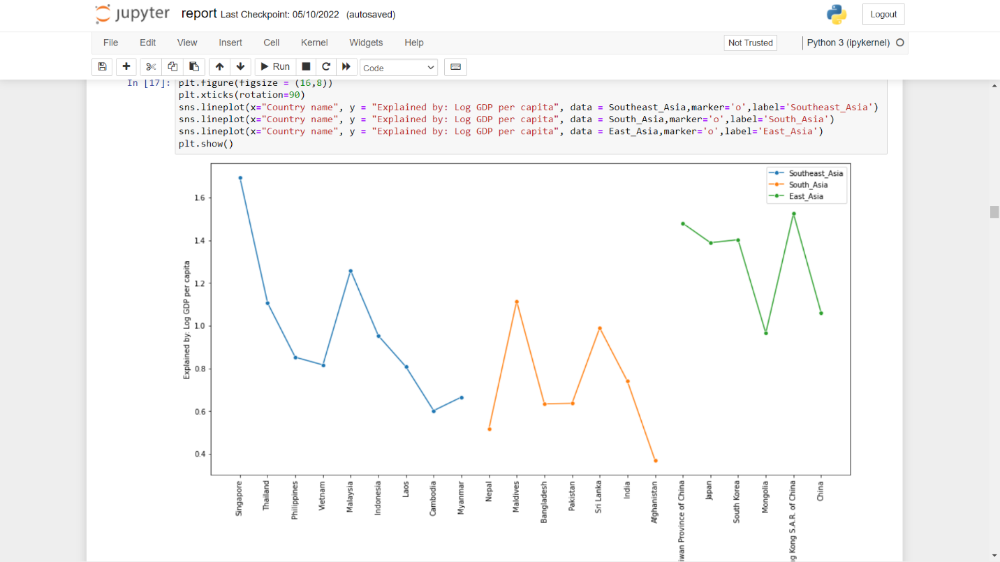 jupyter report Last Checkpoint: 05/10/2022 (autosaved)
Logout
File Edit View Insert Cell Kernel Widgets Help
Not Trusted
Python 3 (ipykernel)
Run
Code
In [17]: plt.figure(figsize = (16,8))
plt.xticks(rotation=90)
sns.lineplot(x="Country name", y = "Explained by: Log GDP per capita", data = Southeast_Asia,marker='o',label='Southeast_Asia')
sns.lineplot(x="Country name", y = "Explained by: Log GDP per capita", data = South_Asia,marker='o',label='South_Asia')
sns.lineplot(x="Country name", y = "Explained by: Log GDP per capita", data = East_Asia,marker='o',label='East_Asia')
plt.show()
Southeast_Asia
South_Asia
East_Asia
Explained by: Log GDP per capita
1.6
1.4
1.2
1.0
0.8
0.6
0.4
Singapore
Thailand
Philippines
Vietnam
Malaysia
Indonesia
Laos
Cambodia
Myanmar
Nepal
Maldives
Bangladesh
Pakistan
Sri Lanka
India
Afghanistan
iwan Province of China
Japan
South Korea
Mongolia
g Kong S.A.R. of China
China